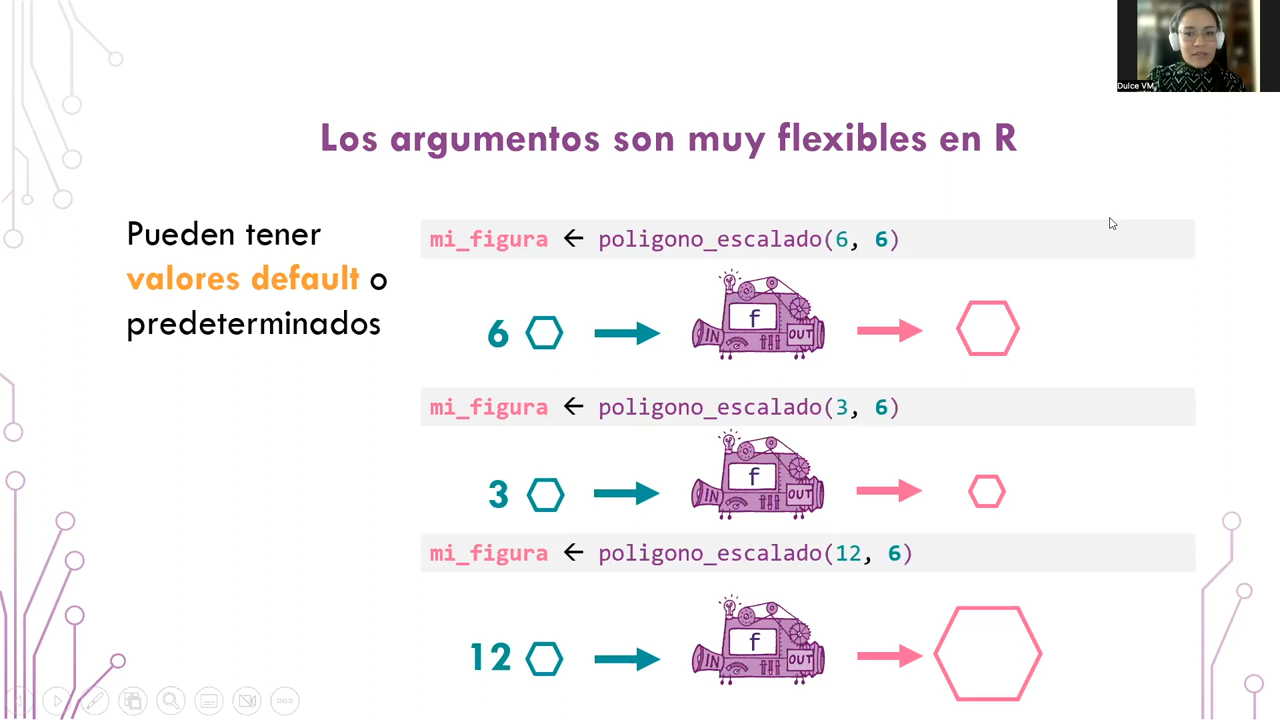 Dulce VM
Los argumentos son muy flexibles en R
Pueden tener
valores default o
predeterminados
mi_figura ← poligono_escalado(6, 6)
6
f
IN
OUT
mi_figura ← poligono_escalado(3, 6)
3
f
IN
OUT
mi_figura ← poligono_escalado(12, 6)
12
f
IN
OUT